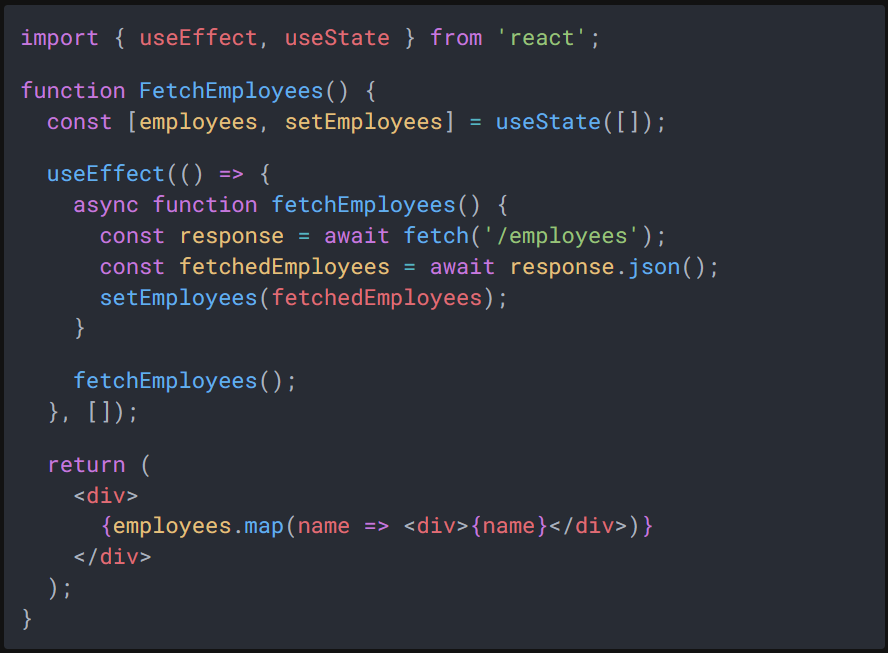 import { useEffect, useState } from 'react';
function FetchEmployees() {
const [employees, setEmployees] = useState([]);
useEffect(() => {
async function fetchEmployees() {
const response = await fetch('/employees');
const fetchedEmployees = await response.json();
setEmployees(fetchedEmployees);
}
fetchEmployees();
}, []);
return (
<div>
{employees.map(name => <div>{name}</div>)}
</div>
);
}